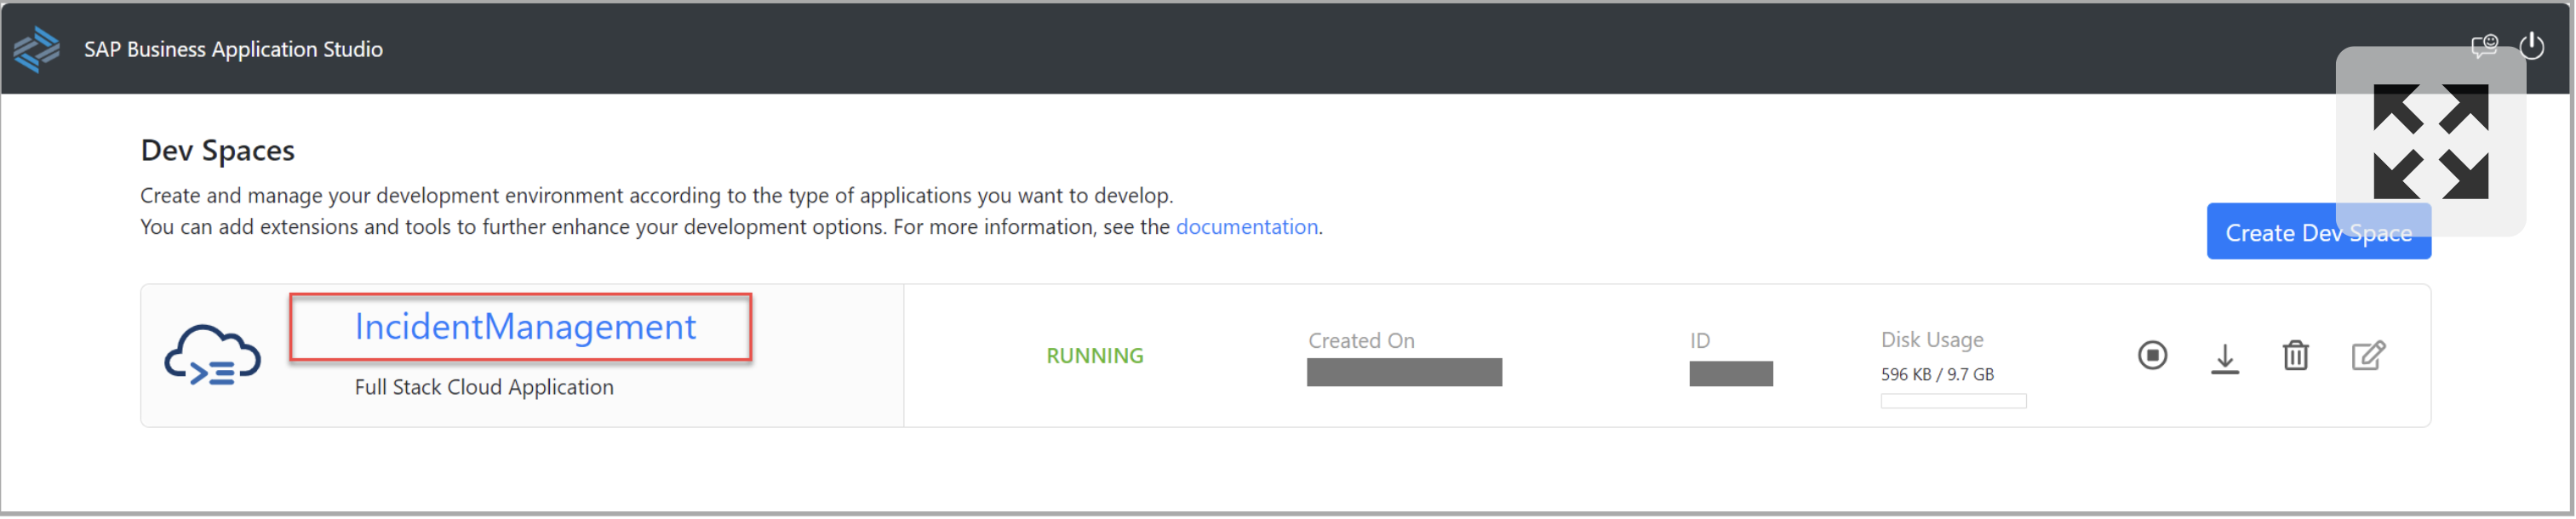 SAP Business Application Studio
Dev Spaces
Create and manage your development environment according to the type of applications you want to develop.
You can add extensions and tools to further enhance your development options. For more information, see the documentation.
Create Dev Space
IncidentManagement
Full Stack Cloud Application
RUNNING
Created On
ID
Disk Usage
596 KB / 9.7 GB